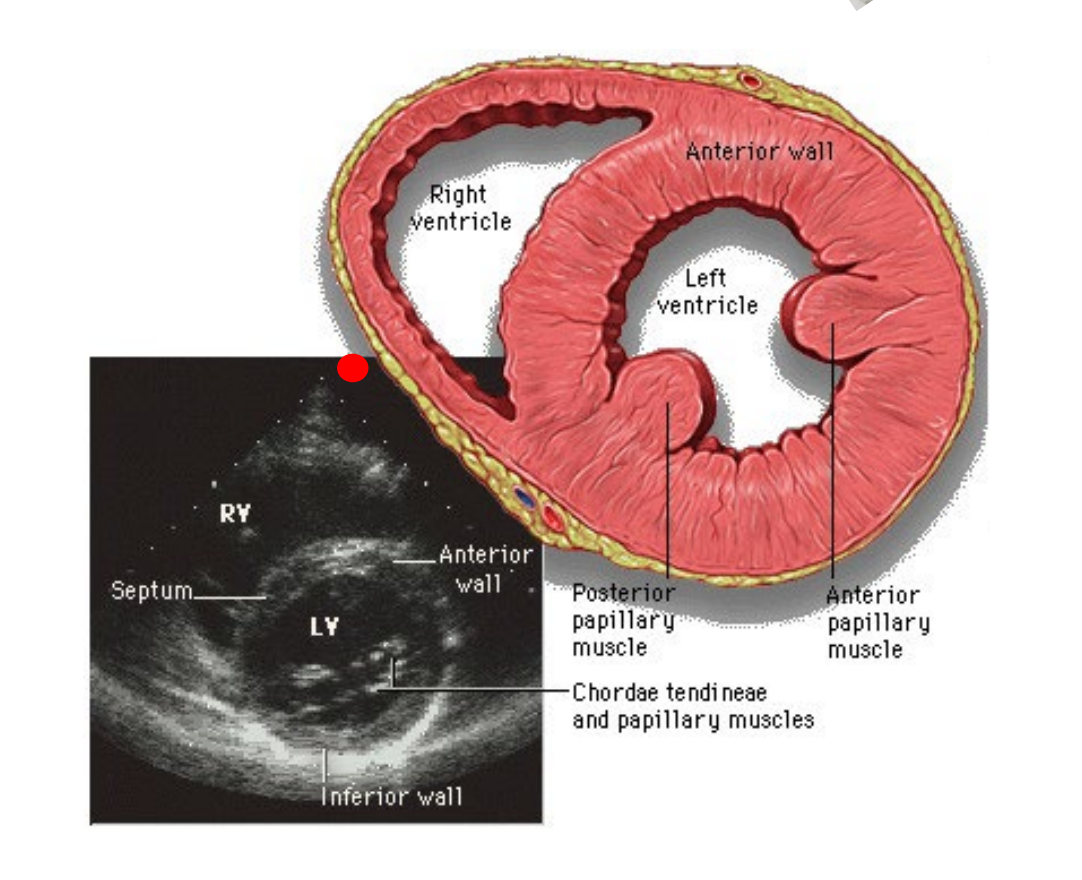 Anterior wall
Right
ventricle
Left
ventricle
RV
Anterior
wall
Septum
LV
Posterior
papillary
muscle
Anterior
papillary
muscle
Chordae tendineae
and papillary muscles
Inferior wall